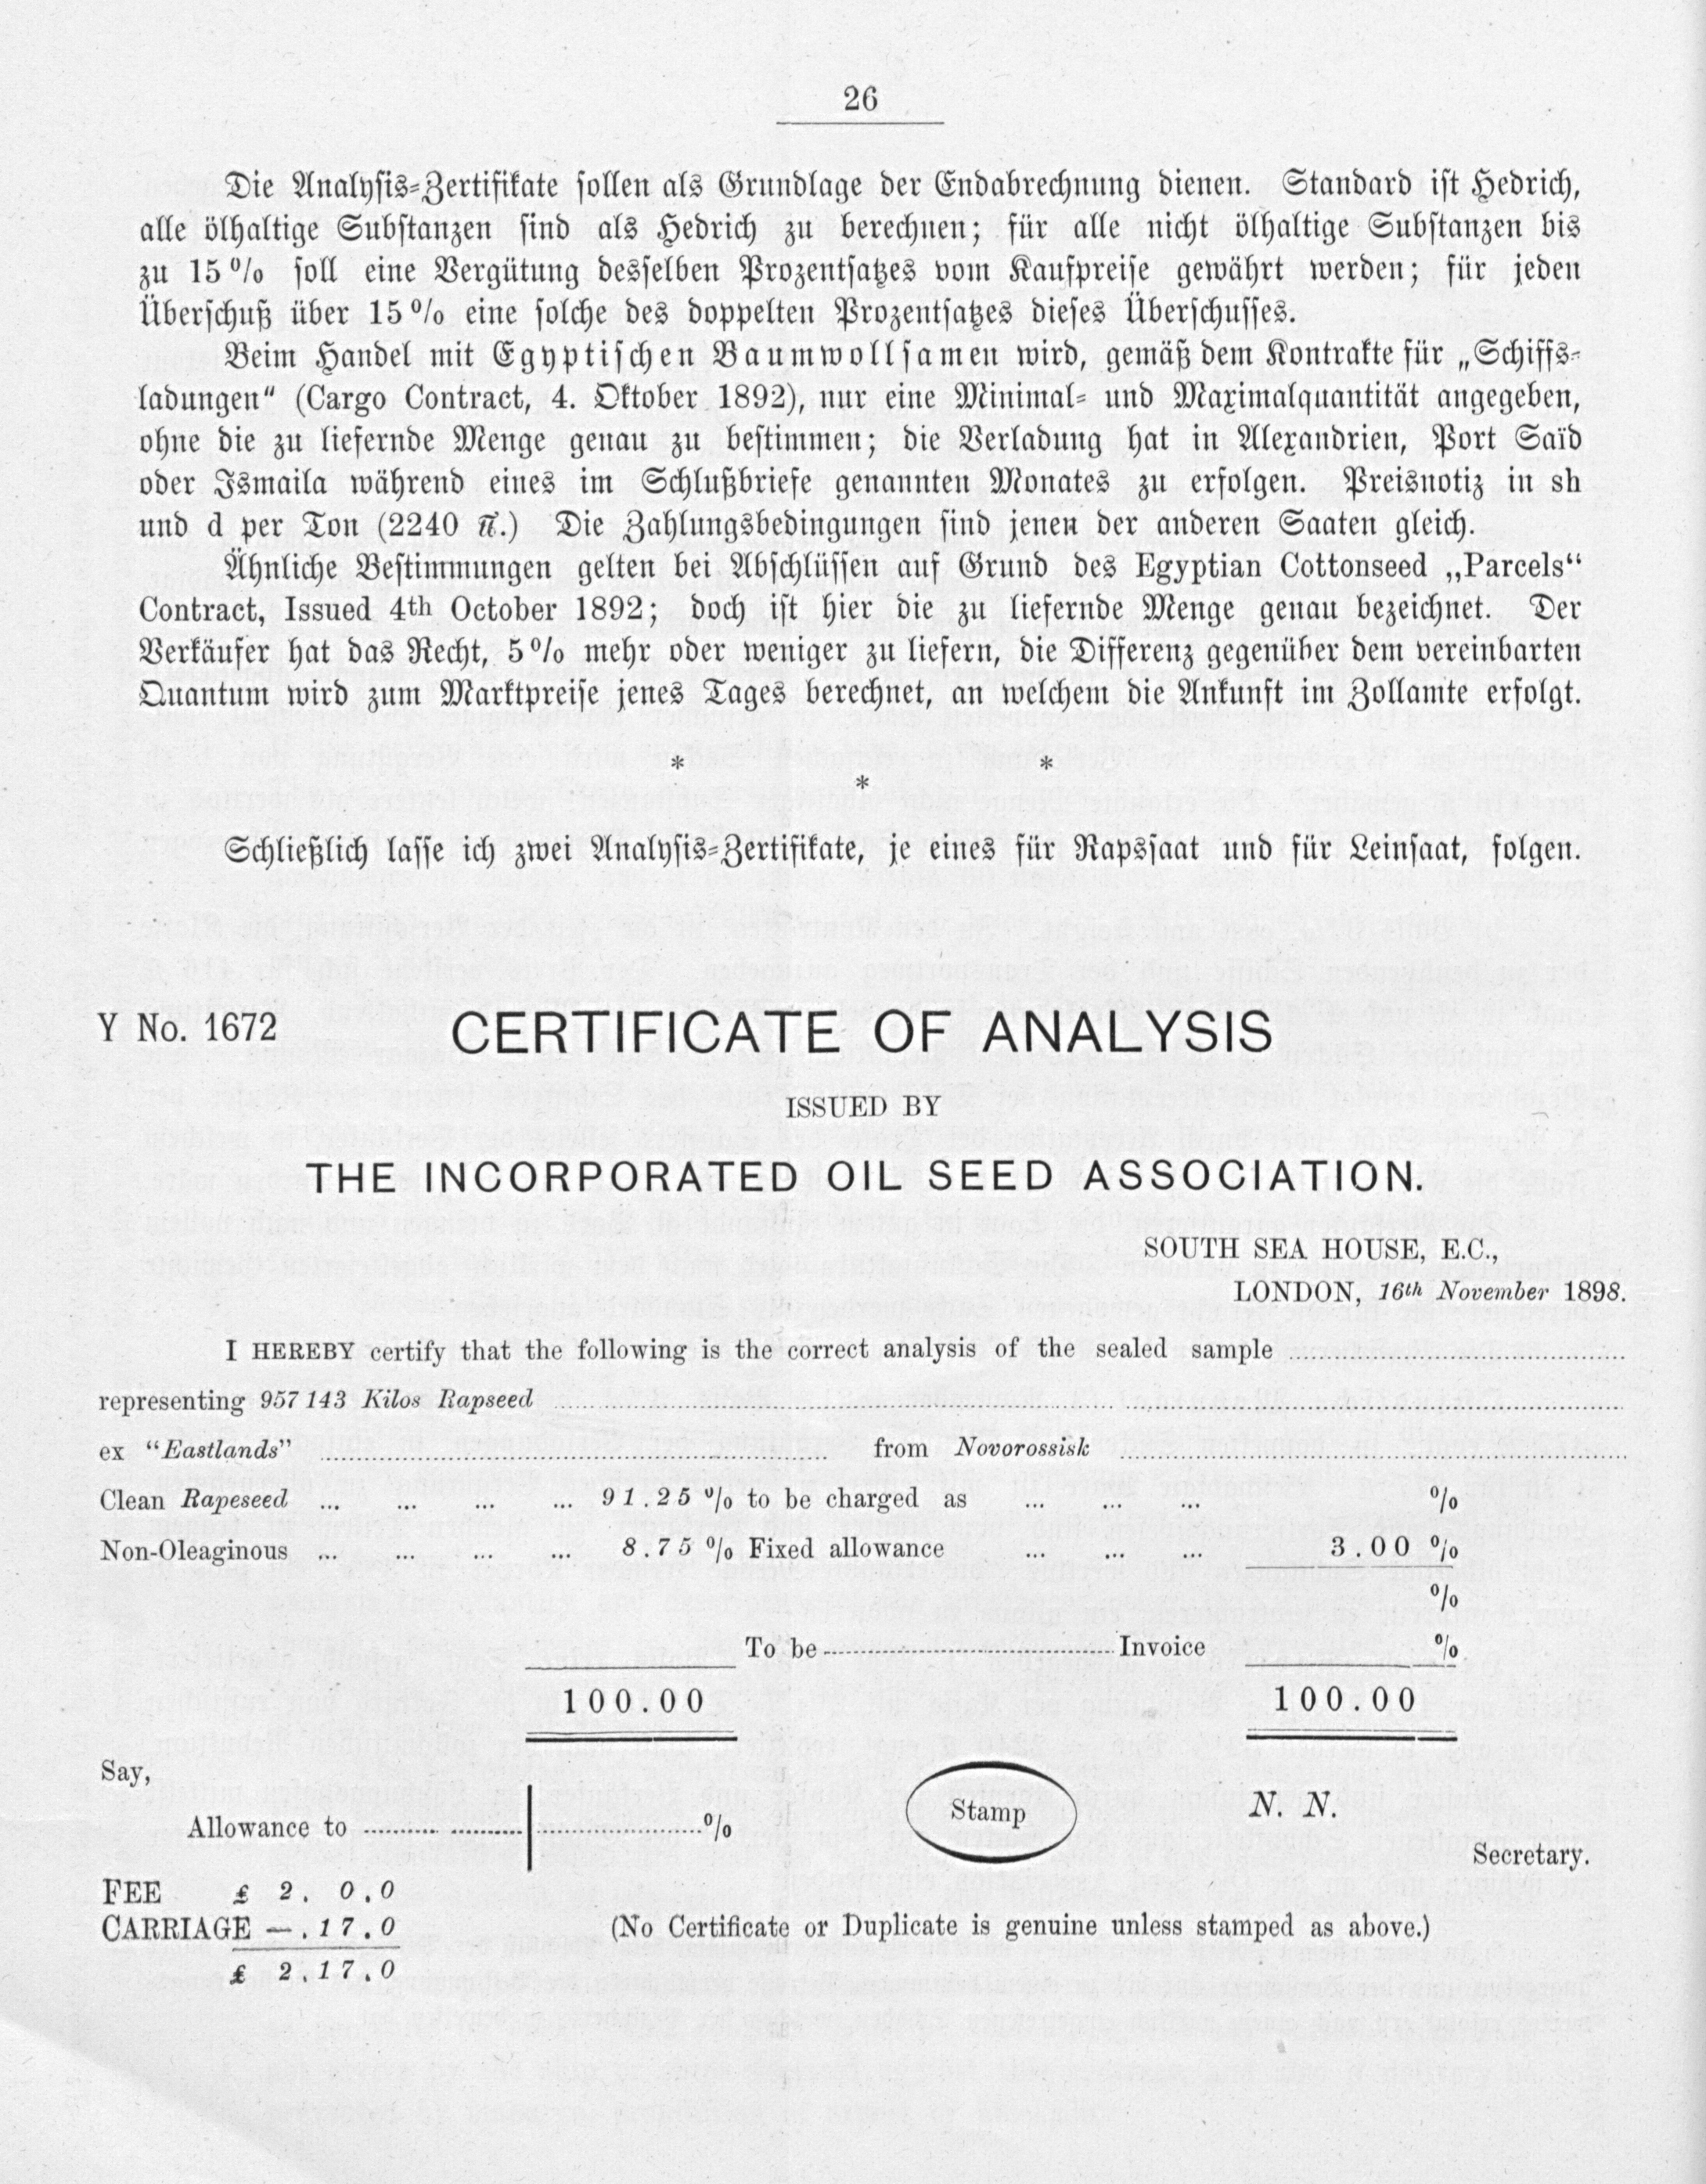 26
Die Analysis-Zertifikate sollen als Grundlage der Endabrechnung dienen. Standard ist Hedrich,
alle ölhaltige Substanzen sind als Hedrich zu berechnen; für alle nicht ölhaltige Substanzen bis
zu 15 % soll eine Vergütung desselben Prozentsatzes vom Kaufpreise gewährt werden; für jeden
Überschuß über 15 % eine solche des doppelten Prozentsatzes dieses Überschusses.
Beim Handel mit Egyptischen Baumwollsamen wird, gemäß dem Kontrakte für „Schiffs-
ladungen" (Cargo Contract, 4. Oktober 1892), nur eine Minimal- und Maximalquantität angegeben,
ohne die zu liefernde Menge genau zu bestimmen; die Verladung hat in Alexandrien, Port Saïd
oder Ismaila während eines im Schlußbriefe genannten Monates zu erfolgen. Preisnotiz in sh
und d per Ton (2240 ℔.) Die Zahlungsbedingungen sind jenen der anderen Saaten gleich.
Ähnliche Bestimmungen gelten bei Abschlüssen auf Grund des Egyptian Cottonseed „Parcels“
Contract, Issued 4th October 1892; doch ist hier die zu liefernde Menge genau bezeichnet. Der
Verkäufer hat das Recht, 5 % mehr oder weniger zu liefern, die Differenz gegenüber dem vereinbarten
Quantum wird zum Marktpreise jenes Tages berechnet, an welchem die Ankunft im Zollamte erfolgt.
* * *
Schließlich lasse ich zwei Analysis-Zertifikate, je eines für Rapssaat und für Leinsaat, folgen.
Y No. 1672 CERTIFICATE OF ANALYSIS
ISSUED BY
THE INCORPORATED OIL SEED ASSOCIATION.
SOUTH SEA HOUSE, E.C.,
LONDON, 16th November 1898.
I HEREBY certify that the following is the correct analysis of the sealed sample
representing 957 143 Kilos Rapseed
ex “Eastlands” from Novorossisk
Clean Rapeseed ... ... ... ... 91.25 % to be charged as ... ... ... %
Non-Oleaginous ... ... ... ... 8.75 % Fixed allowance ... ... ... 3.00 %
%
To be Invoice %
100.00 100.00
Say,
Allowance to % Stamp N. N.
Secretary.
FEE £ 2. 0.0
CARRIAGE —.17.0 (No Certificate or Duplicate is genuine unless stamped as above.)
£ 2.17.0